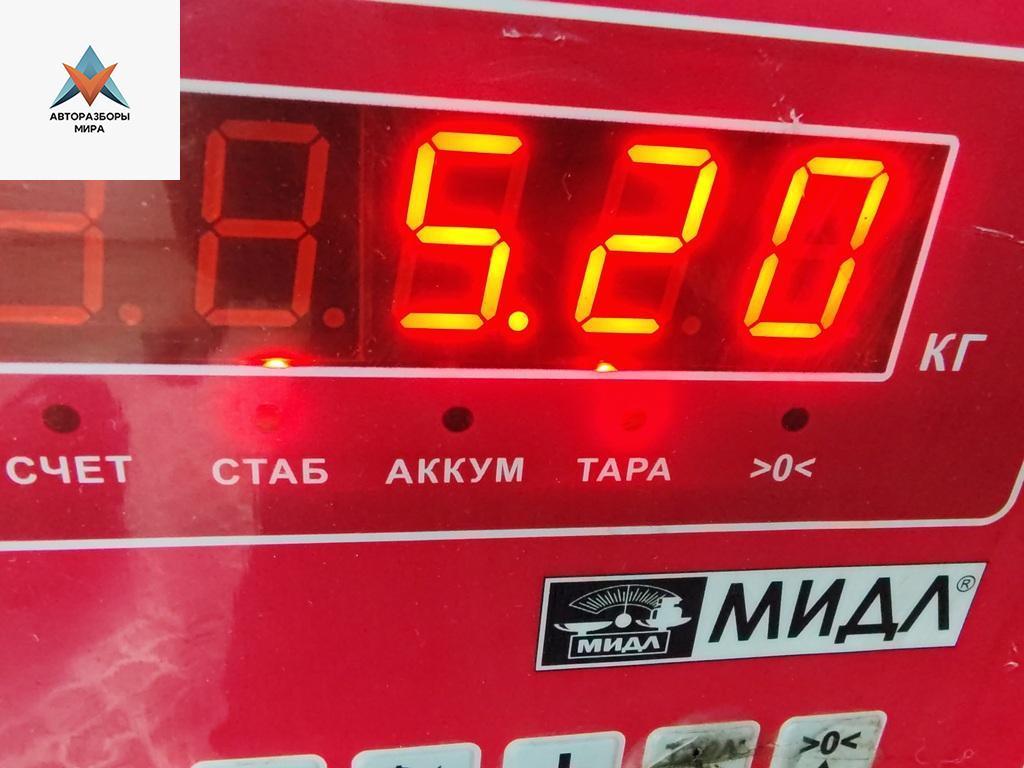 АВТОРАЗБОРЫ
МИРА
5.20
КГ
СЧЕТ СТАБ АККУМ ТАРА >0<
МИДЛ МИДЛ®
>0<